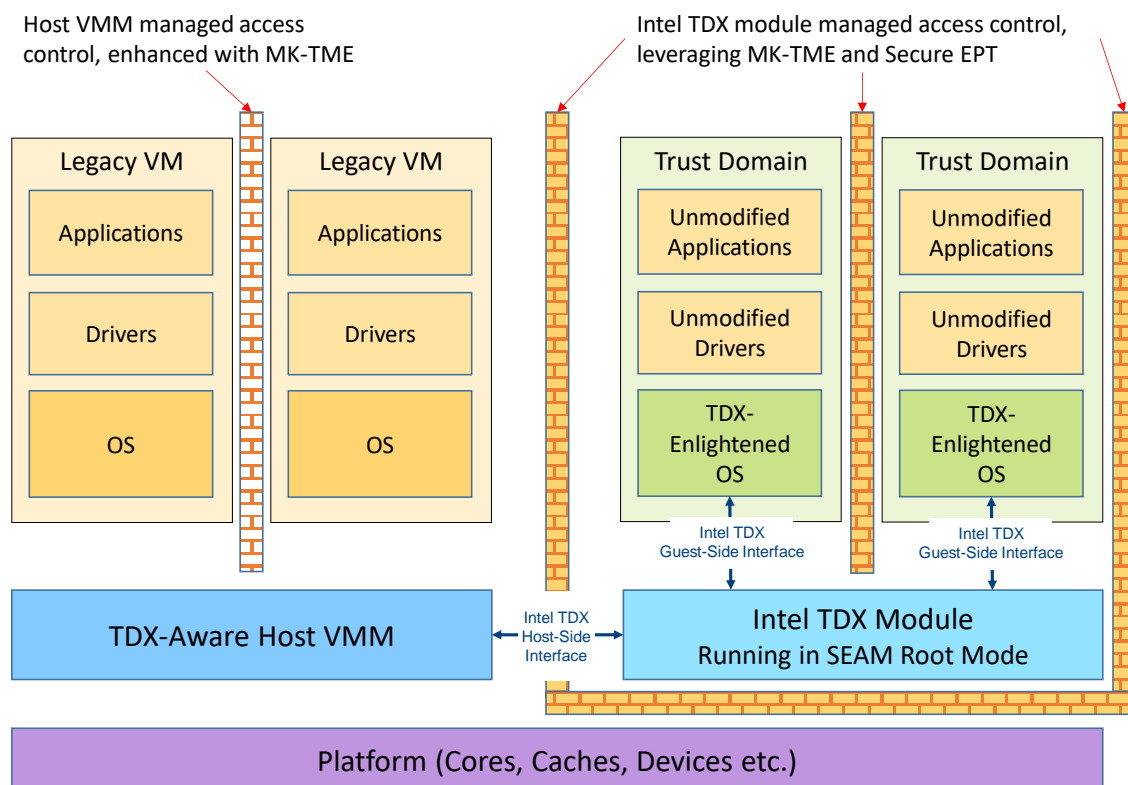 Host VMM managed access
control, enhanced with MK-TME
Intel TDX module managed access control,
leveraging MK-TME and Secure EPT
Legacy VM
Applications
Drivers
OS
Legacy VM
Applications
Drivers
OS
Trust Domain
Unmodified
Applications
Unmodified
Drivers
TDX-
Enlightened
OS
Trust Domain
Unmodified
Applications
Unmodified
Drivers
TDX-
Enlightened
OS
Intel TDX
Guest-Side Interface
Intel TDX
Guest-Side Interface
TDX-Aware Host VMM
Intel TDX
Host-Side
Interface
Intel TDX Module
Running in SEAM Root Mode
Platform (Cores, Caches, Devices etc.)